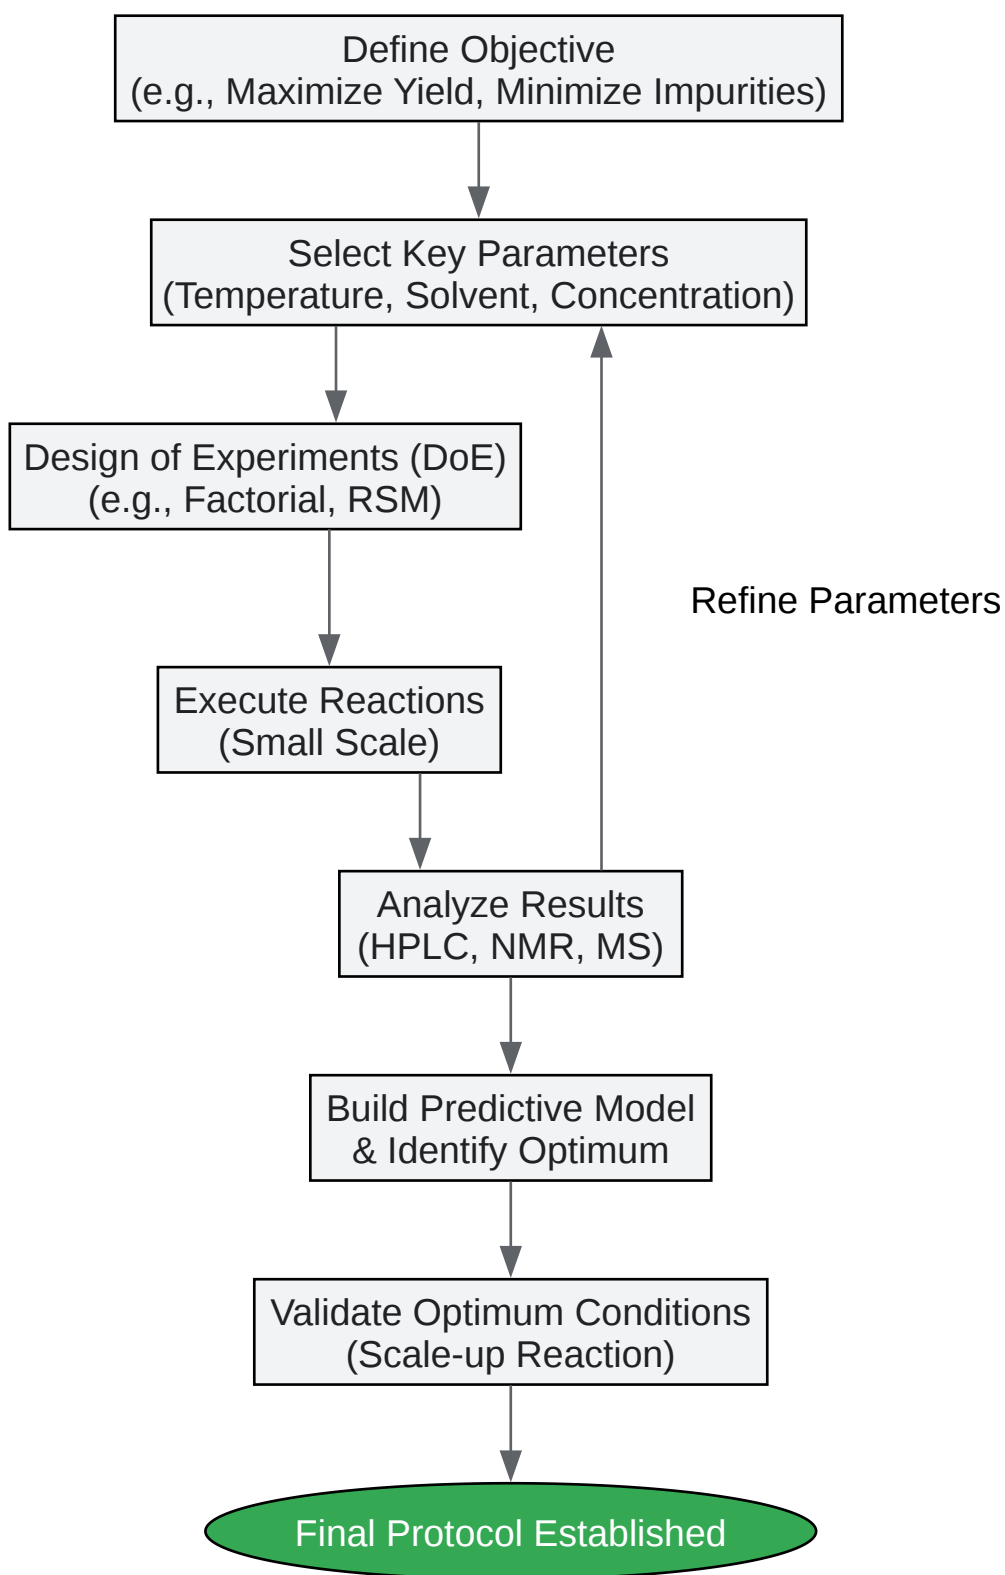 Define Objective
(e.g., Maximize Yield, Minimize Impurities)
Select Key Parameters
(Temperature, Solvent, Concentration)
Design of Experiments (DoE)
(e.g., Factorial, RSM)
Refine Parameters
Execute Reactions
(Small Scale)
Analyze Results
(HPLC, NMR, MS)
Build Predictive Model
& Identify Optimum
Validate Optimum Conditions
(Scale-up Reaction)
Final Protocol Established